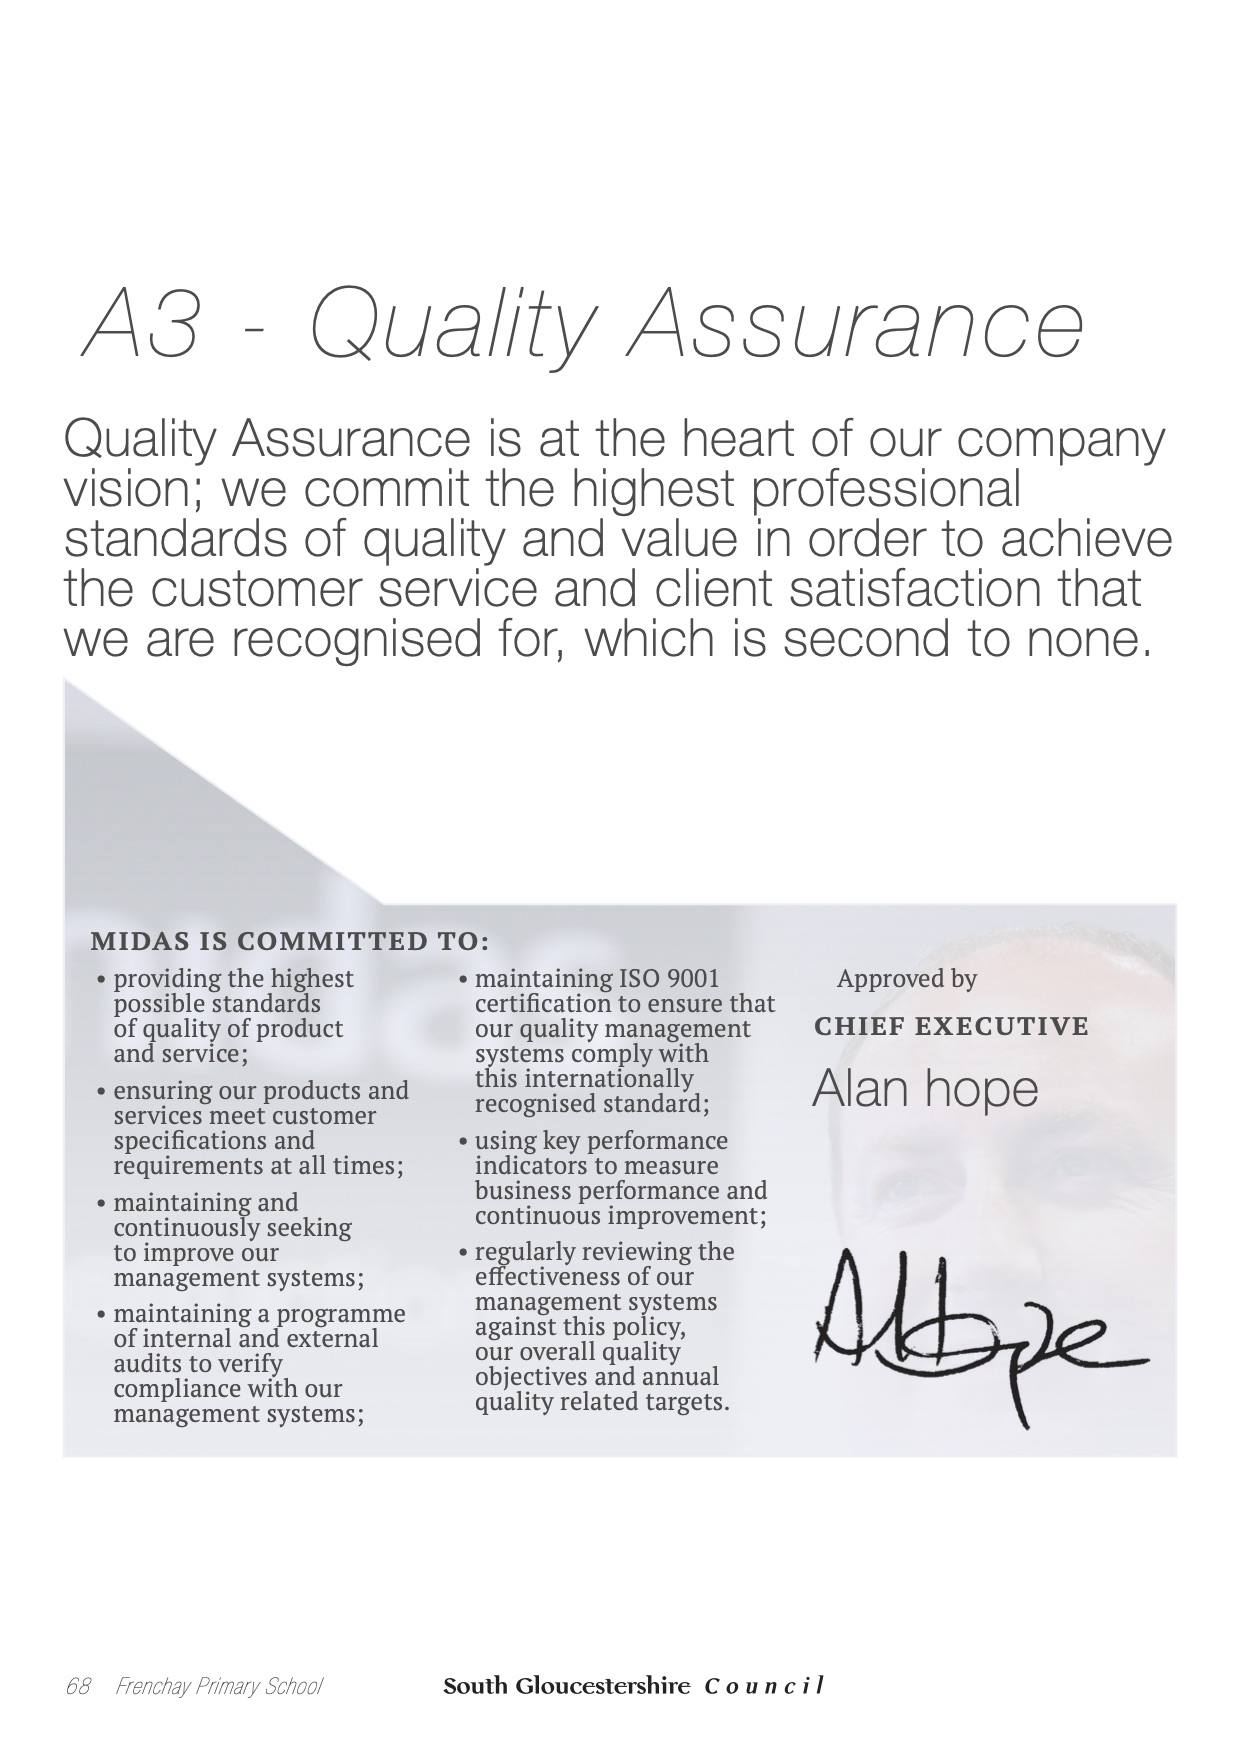 A3 - Quality Assurance
Quality Assurance is at the heart of our company
vision; we commit the highest professional
standards of quality and value in order to achieve
the customer service and client satisfaction that
we are recognised for, which is second to none.
MIDAS IS COMMITTED TO:
• providing the highest
possible standards
of quality of product
and service;
• ensuring our products and
services meet customer
specifications and
requirements at all times;
• maintaining and
continuously seeking
to improve our
management systems;
• maintaining a programme
of internal and external
audits to verify
compliance with our
management systems;
• maintaining ISO 9001
certification to ensure that
our quality management
systems comply with
this internationally
recognised standard;
• using key performance
indicators to measure
business performance and
continuous improvement;
• regularly reviewing the
effectiveness of our
management systems
against this policy,
our overall quality
objectives and annual
quality related targets.
Approved by
CHIEF EXECUTIVE
Alan hope
AHope
68 Frenchay Primary School South Gloucestershire Council